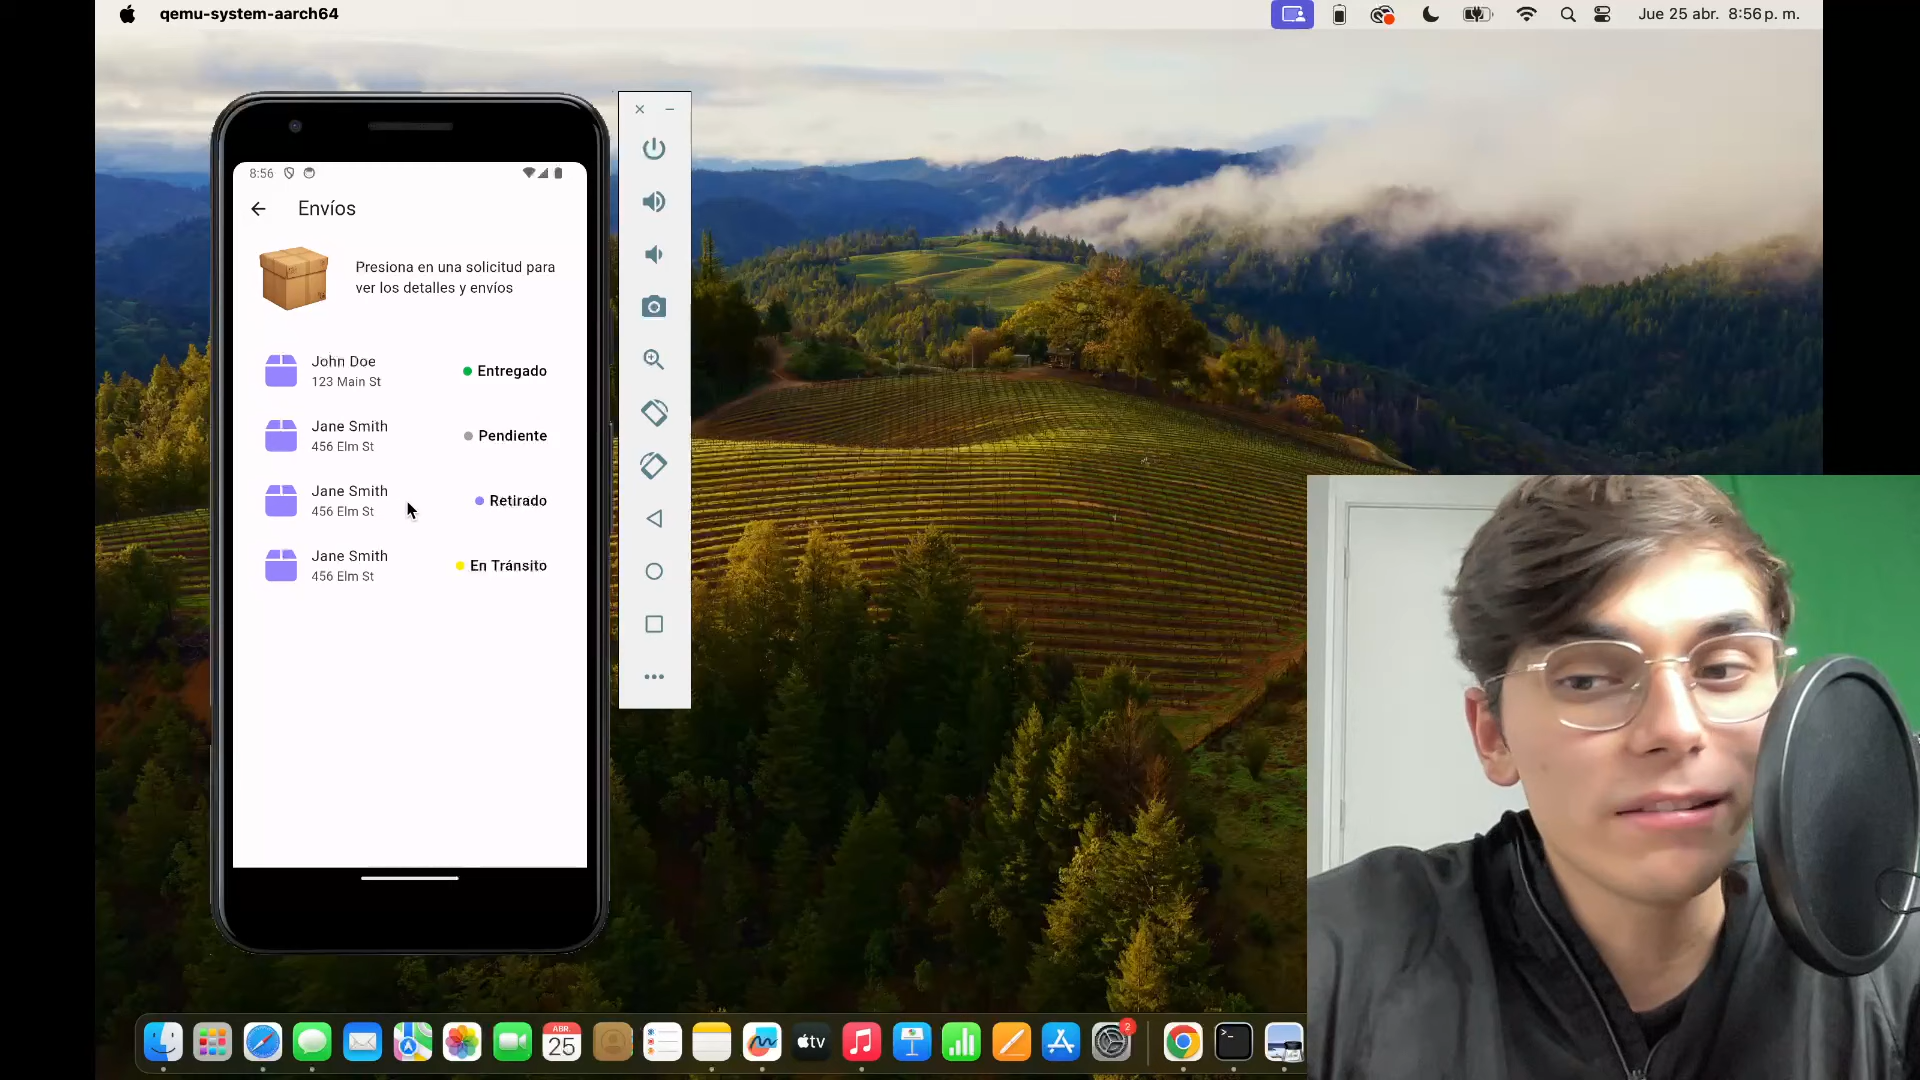 qemu-system-aarch64
Jue 25 abr. 8:56 p. m.
8:56
Envíos
Presiona en una solicitud para
ver los detalles y envíos
John Doe
123 Main St
Entregado
Jane Smith
456 Elm St
Pendiente
Jane Smith
456 Elm St
Retirado
Jane Smith
456 Elm St
En Tránsito
ABR.
25
tv
2
>_